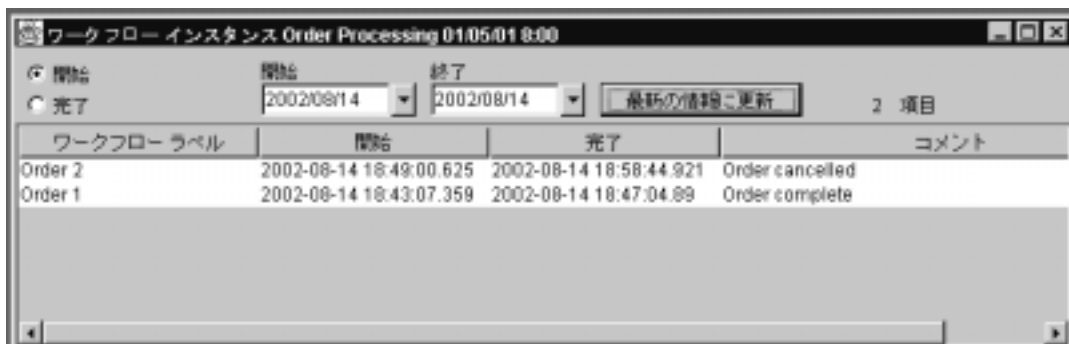 ワークフロー インスタンス Order Processing 01/05/01 8:00
開始 開始 終了
完了 2002/08/14 2002/08/14 最新の情報に更新 2 項目
ワークフロー ラベル 開始 完了 コメント
Order 2 2002-08-14 18:49:00.625 2002-08-14 18:58:44.921 Order cancelled
Order 1 2002-08-14 18:43:07.359 2002-08-14 18:47:04.89 Order complete